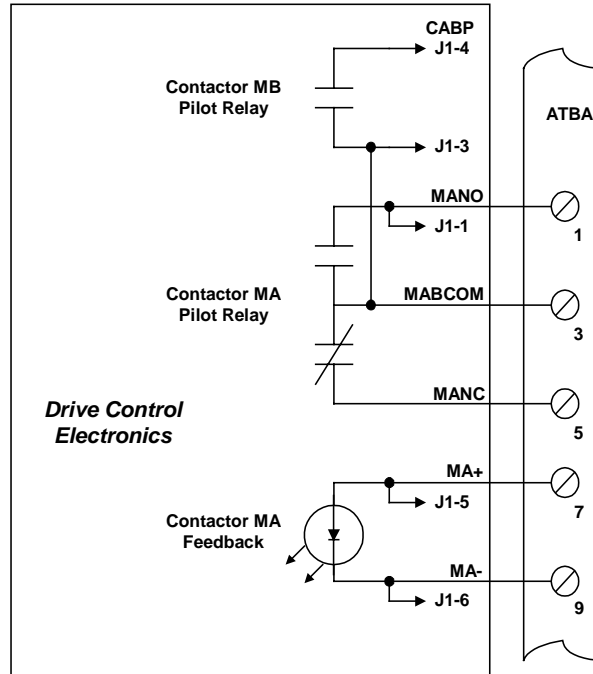 CABP
J1-4
Contactor MB
Pilot Relay
ATBA
J1-3
MANO
1
J1-1
Contactor MA
Pilot Relay
MABCOM
3
Drive Control
Electronics
MANC
5
MA+
7
J1-5
Contactor MA
Feedback
MA-
9
J1-6